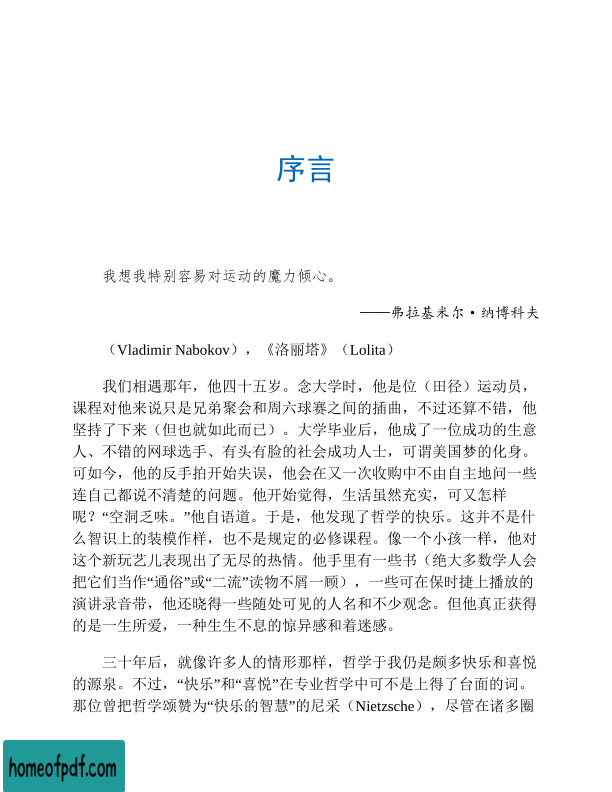 序言
我想我特别容易对运动的魔力倾心。
——弗拉基米尔·纳博科夫
（Vladimir Nabokov），《洛丽塔》（Lolita）
我们相遇那年，他四十五岁。念大学时，他是位（田径）运动员，
课程对他来说只是兄弟聚会和周六球赛之间的插曲，不过还算不错，他
坚持了下来（但也就如此而已）。大学毕业后，他成了一位成功的生意
人、不错的网球选手、有头有脸的社会成功人士，可谓美国梦的化身。
可如今，他的反手拍开始失误，他会在又一次收购中不由自主地问一些
连自己都说不清楚的问题。他开始觉得，生活虽然充实，可又怎样
呢？“空洞乏味。”他自语道。于是，他发现了哲学的快乐。这并不是什
么智识上的装模作样，也不是规定的必修课程。像一个小孩一样，他对
这个新玩艺儿表现出了无尽的热情。他手里有一些书（绝大多数学人会
把它们当作“通俗”或“二流”读物不屑一顾），一些可在保时捷上播放的
演讲录音带，他还晓得一些随处可见的人名和不少观念。但他真正获得
的是一生所爱，一种生生不息的惊异感和着迷感。
三十年后，就像许多人的情形那样，哲学于我仍是颇多快乐和喜悦
的源泉。不过，“快乐”和“喜悦”在专业哲学中可不是上得了台面的词。
那位曾把哲学颂赞为“快乐的智慧”的尼采（Nietzsche），尽管在诸多圈
homeofpdf.com